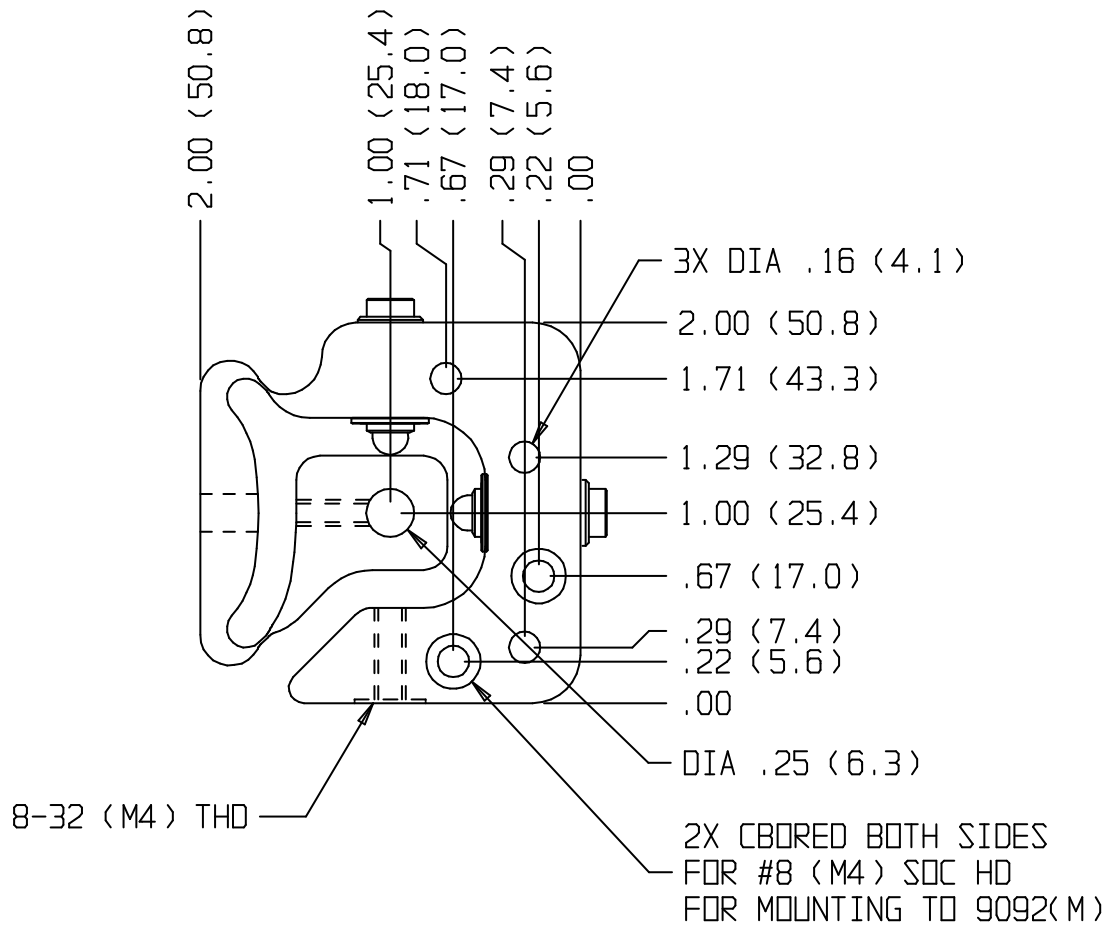 2.00 (50.8)
1.00 (25.4)
.71 (18.0)
.67 (17.0)
.29 (7.4)
.22 (5.6)
.00
3X DIA .16 (4.1)
2.00 (50.8)
1.71 (43.3)
1.29 (32.8)
1.00 (25.4)
.67 (17.0)
.29 (7.4)
.22 (5.6)
.00
DIA .25 (6.3)
8-32 (M4) THD
2X CBORED BOTH SIDES
FOR #8 (M4) SOC HD
FOR MOUNTING TO 9092(M)